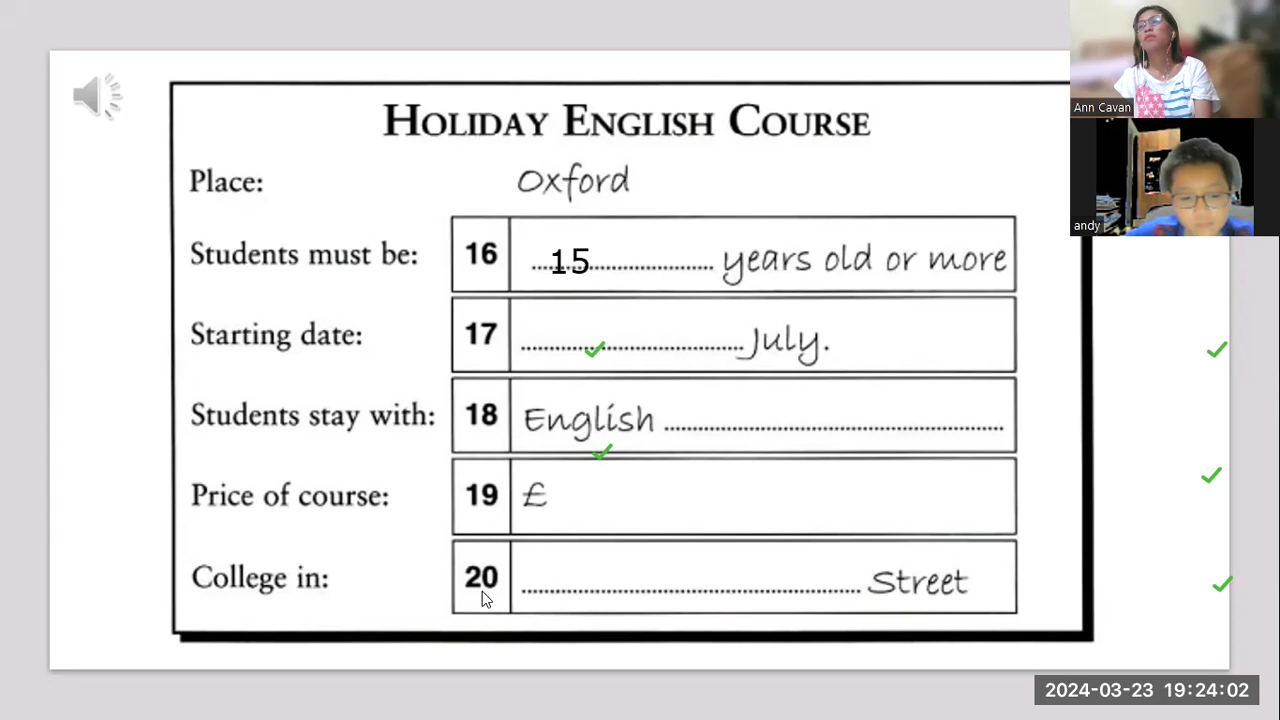 HOLIDAY ENGLISH COURSE
Place: Oxford
Students must be: 16 15 years old or more
Starting date: 17 July.
Students stay with: 18 English
Price of course: 19 £
College in: 20 Street
Ann Cavan
andy
2024-03-23 19:24:02